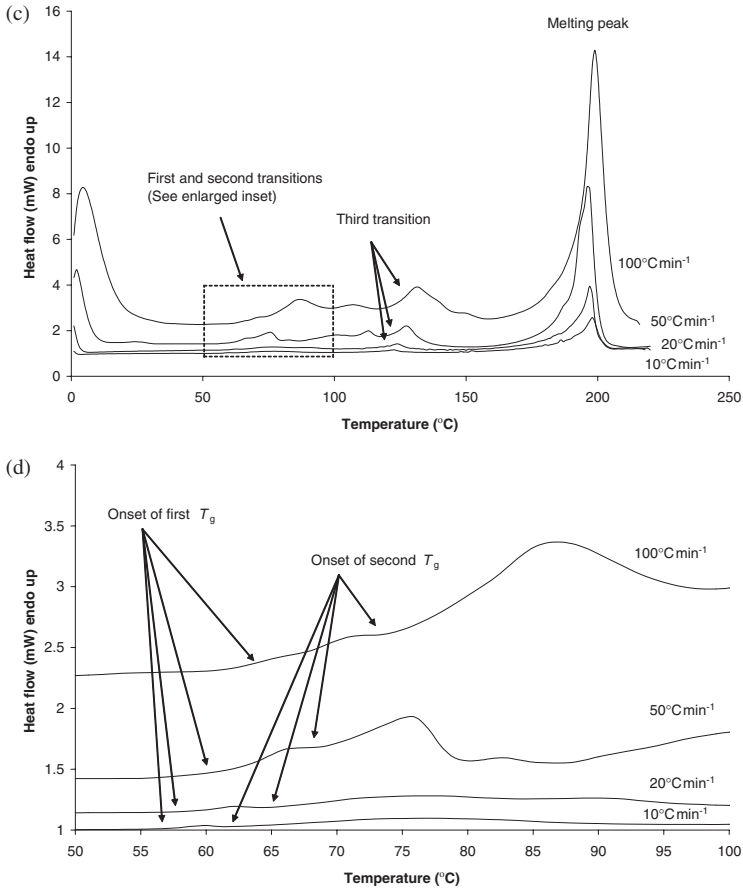 (c)
16
14
12
10
8
6
4
2
0
Heat flow (mW) endo up
Melting peak
First and second transitions
(See enlarged inset)
Third transition
100°C min⁻¹
50°C min⁻¹
20°C min⁻¹
10°C min⁻¹
0 50 100 150 200 250
Temperature (°C)
(d)
4
3.5
3
2.5
2
1.5
1
Heat flow (mW) endo up
Onset of first Tg
Onset of second Tg
100°C min⁻¹
50°C min⁻¹
20°C min⁻¹
10°C min⁻¹
50 55 60 65 70 75 80 85 90 95 100
Temperature (°C)